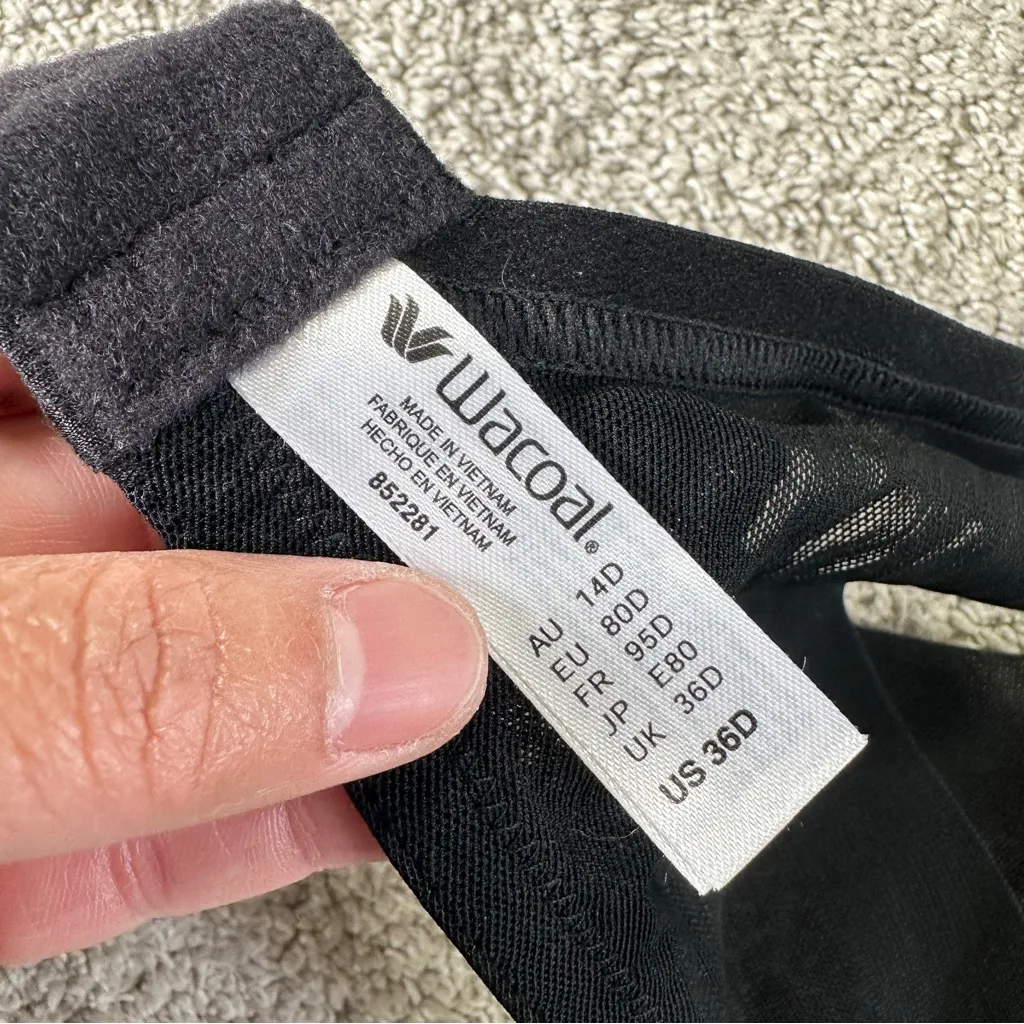 Wacoal®
MADE IN VIETNAM
FABRIQUE EN VIETNAM
HECHO EN VIETNAM
852281
AU 14D
EU 80D
FR 95D
JP E80
UK 36D
US 36D